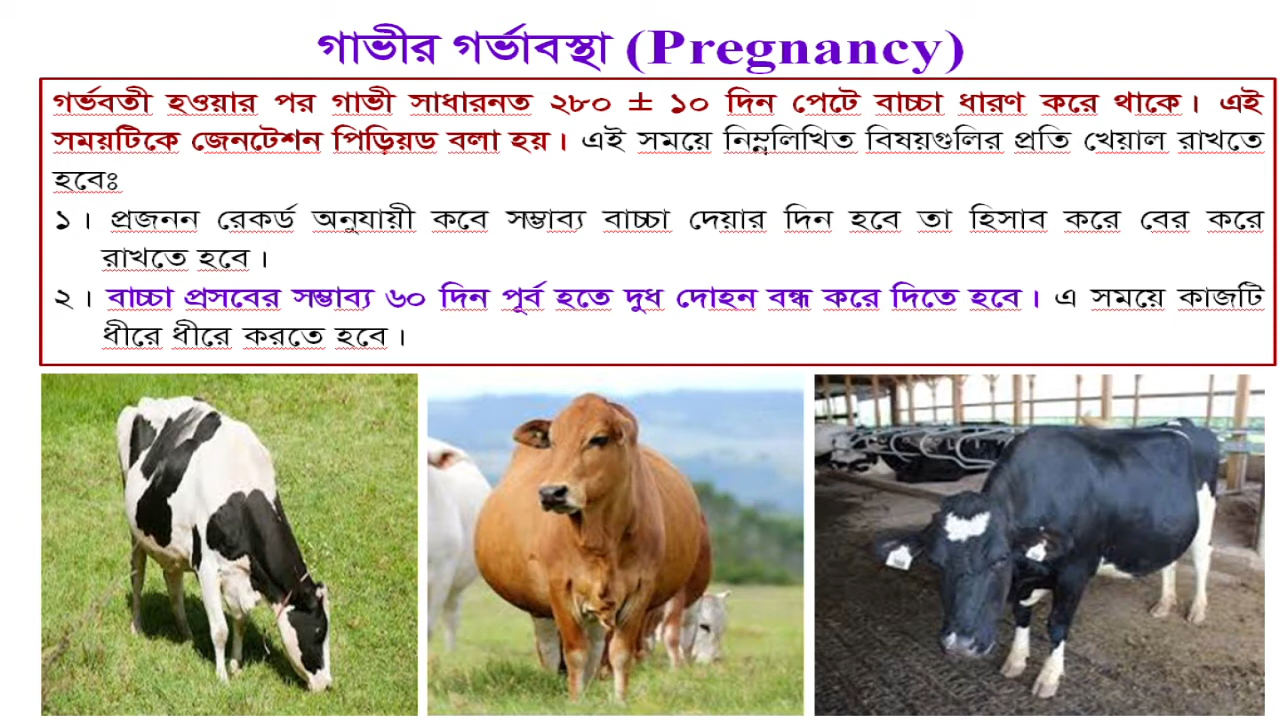 গাভীর গর্ভাবস্থা (Pregnancy)
গর্ভবতী হওয়ার পর গাভী সাধারনত ২৮০ ± ১০ দিন পেটে বাচ্চা ধারণ করে থাকে। এই
সময়টিকে জেনটেশন পিড়িয়ড বলা হয়। এই সময়ে নিম্নলিখিত বিষয়গুলির প্রতি খেয়াল রাখতে
হবেঃ
১। প্রজনন রেকর্ড অনুযায়ী কবে সম্ভাব্য বাচ্চা দেয়ার দিন হবে তা হিসাব করে বের করে
রাখতে হবে।
২। বাচ্চা প্রসবের সম্ভাব্য ৬০ দিন পূর্ব হতে দুধ দোহন বন্ধ করে দিতে হবে। এ সময়ে কাজটি
ধীরে ধীরে করতে হবে।